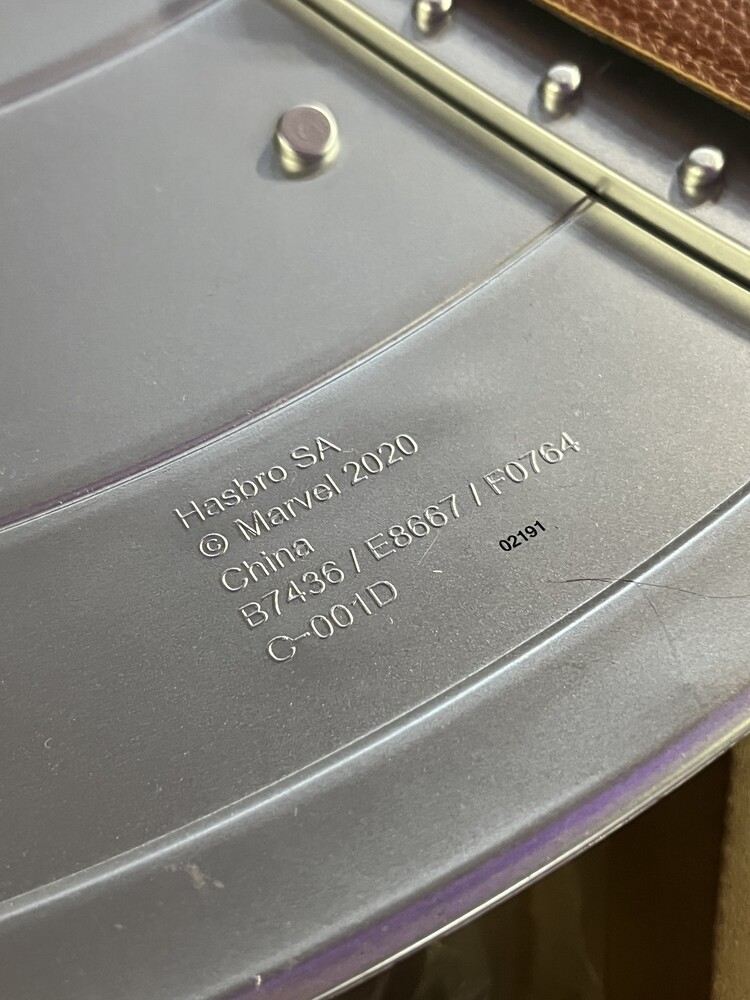 Hasbro SA
© Marvel 2020
China
B7436 / E8667 / F0764
C-001D
02191